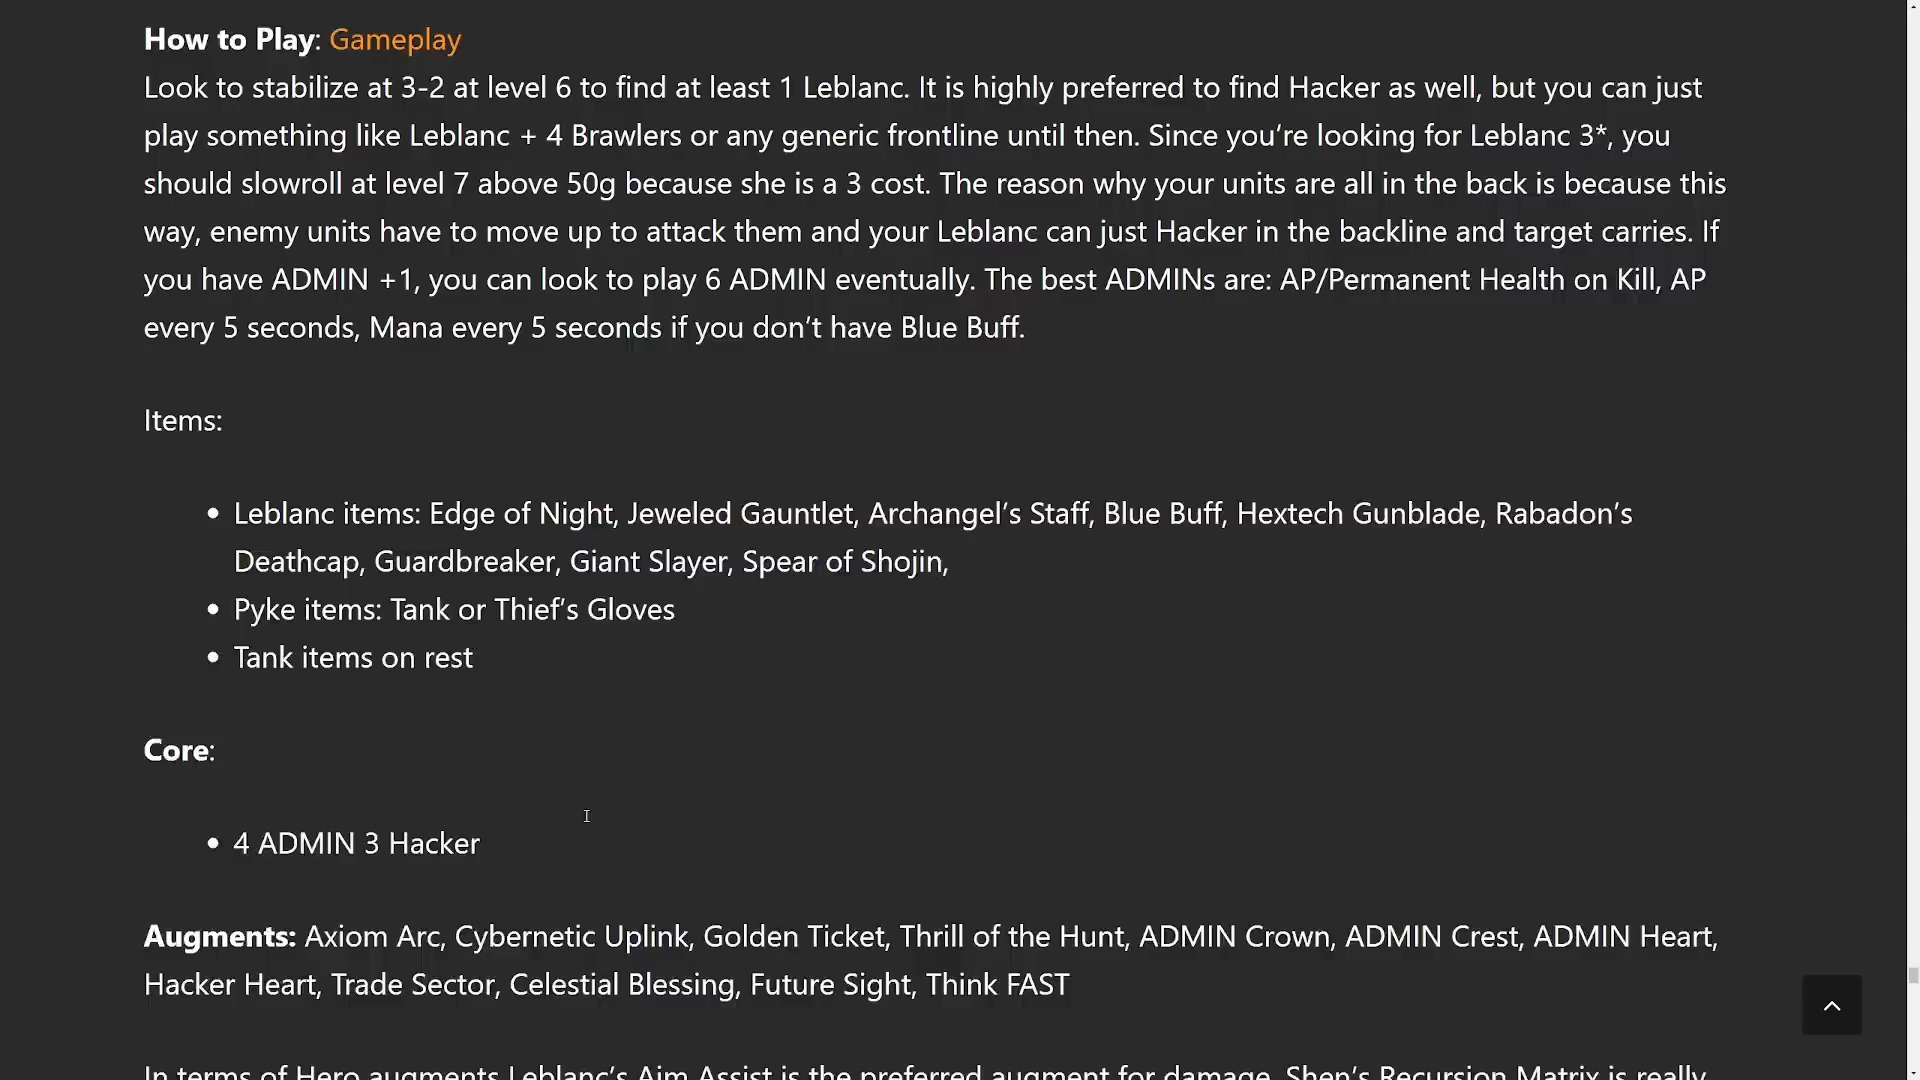 How to Play: Gameplay
Look to stabilize at 3-2 at level 6 to find at least 1 Leblanc. It is highly preferred to find Hacker as well, but you can just
play something like Leblanc + 4 Brawlers or any generic frontline until then. Since you’re looking for Leblanc 3*, you
should slowroll at level 7 above 50g because she is a 3 cost. The reason why your units are all in the back is because this
way, enemy units have to move up to attack them and your Leblanc can just Hacker in the backline and target carries. If
you have ADMIN +1, you can look to play 6 ADMIN eventually. The best ADMINs are: AP/Permanent Health on Kill, AP
every 5 seconds, Mana every 5 seconds if you don’t have Blue Buff.
Items:
• Leblanc items: Edge of Night, Jeweled Gauntlet, Archangel’s Staff, Blue Buff, Hextech Gunblade, Rabadon’s
Deathcap, Guardbreaker, Giant Slayer, Spear of Shojin,
• Pyke items: Tank or Thief’s Gloves
• Tank items on rest
Core:
• 4 ADMIN 3 Hacker
Augments: Axiom Arc, Cybernetic Uplink, Golden Ticket, Thrill of the Hunt, ADMIN Crown, ADMIN Crest, ADMIN Heart,
Hacker Heart, Trade Sector, Celestial Blessing, Future Sight, Think FAST
In terms of Hero augments Leblanc’s Aim Assist is the preferred augment for damage. Shen’s Recursion Matrix is really